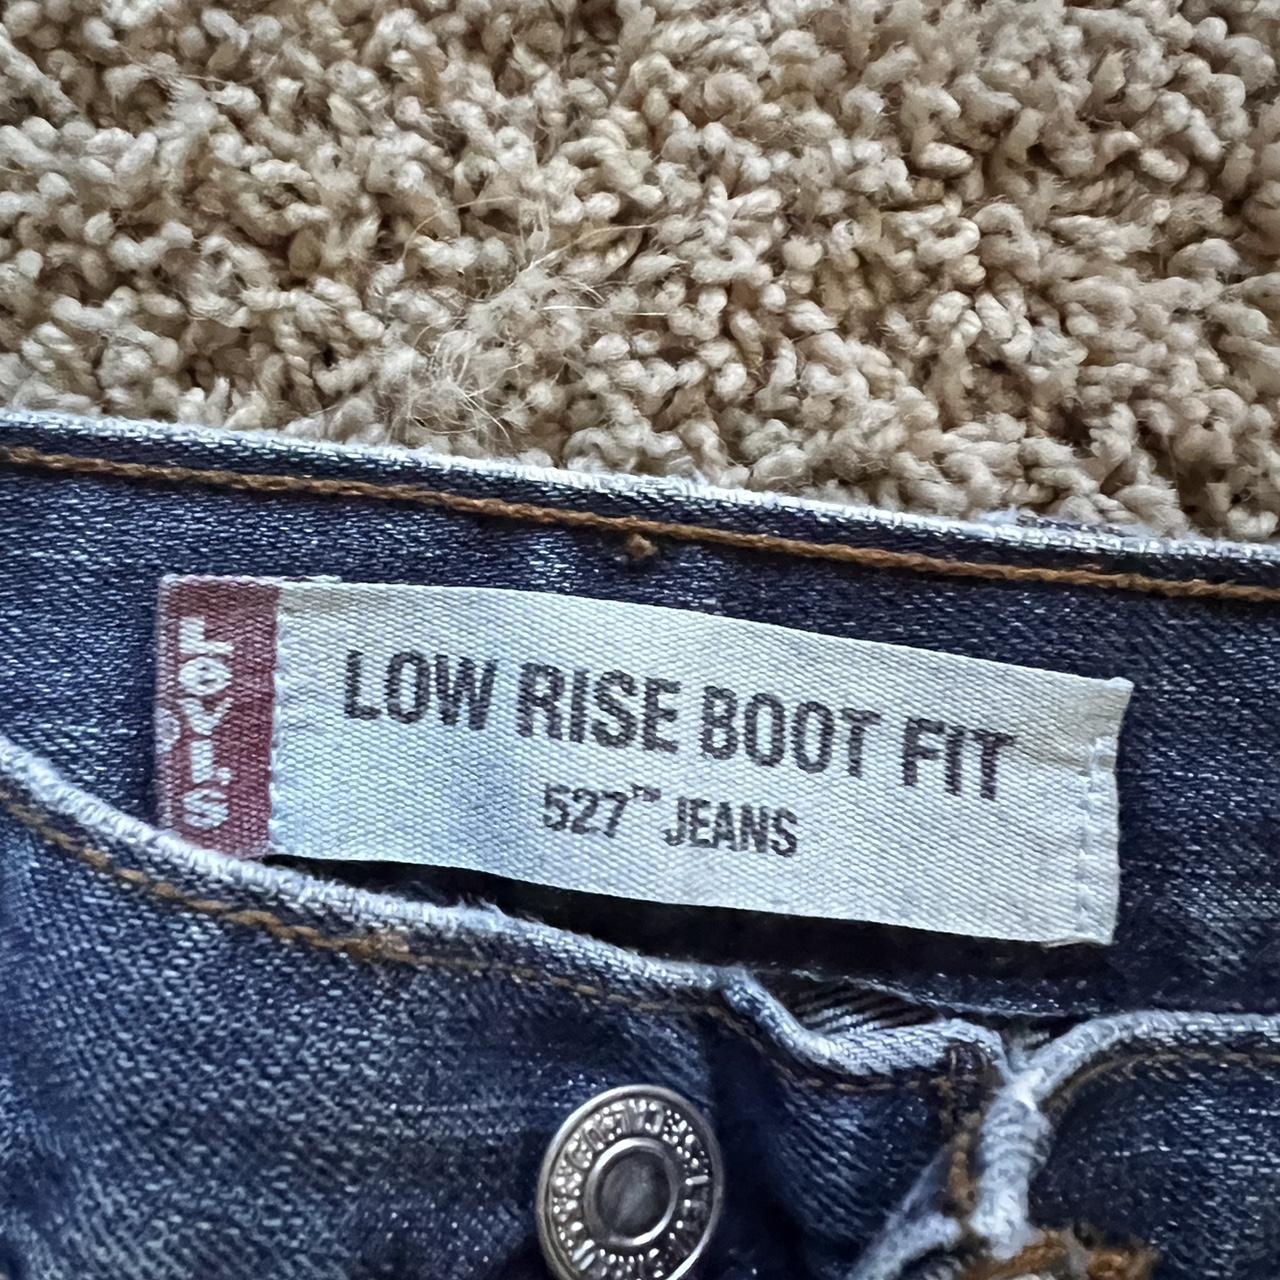 LEVI'S
LOW RISE BOOT FIT
527™ JEANS